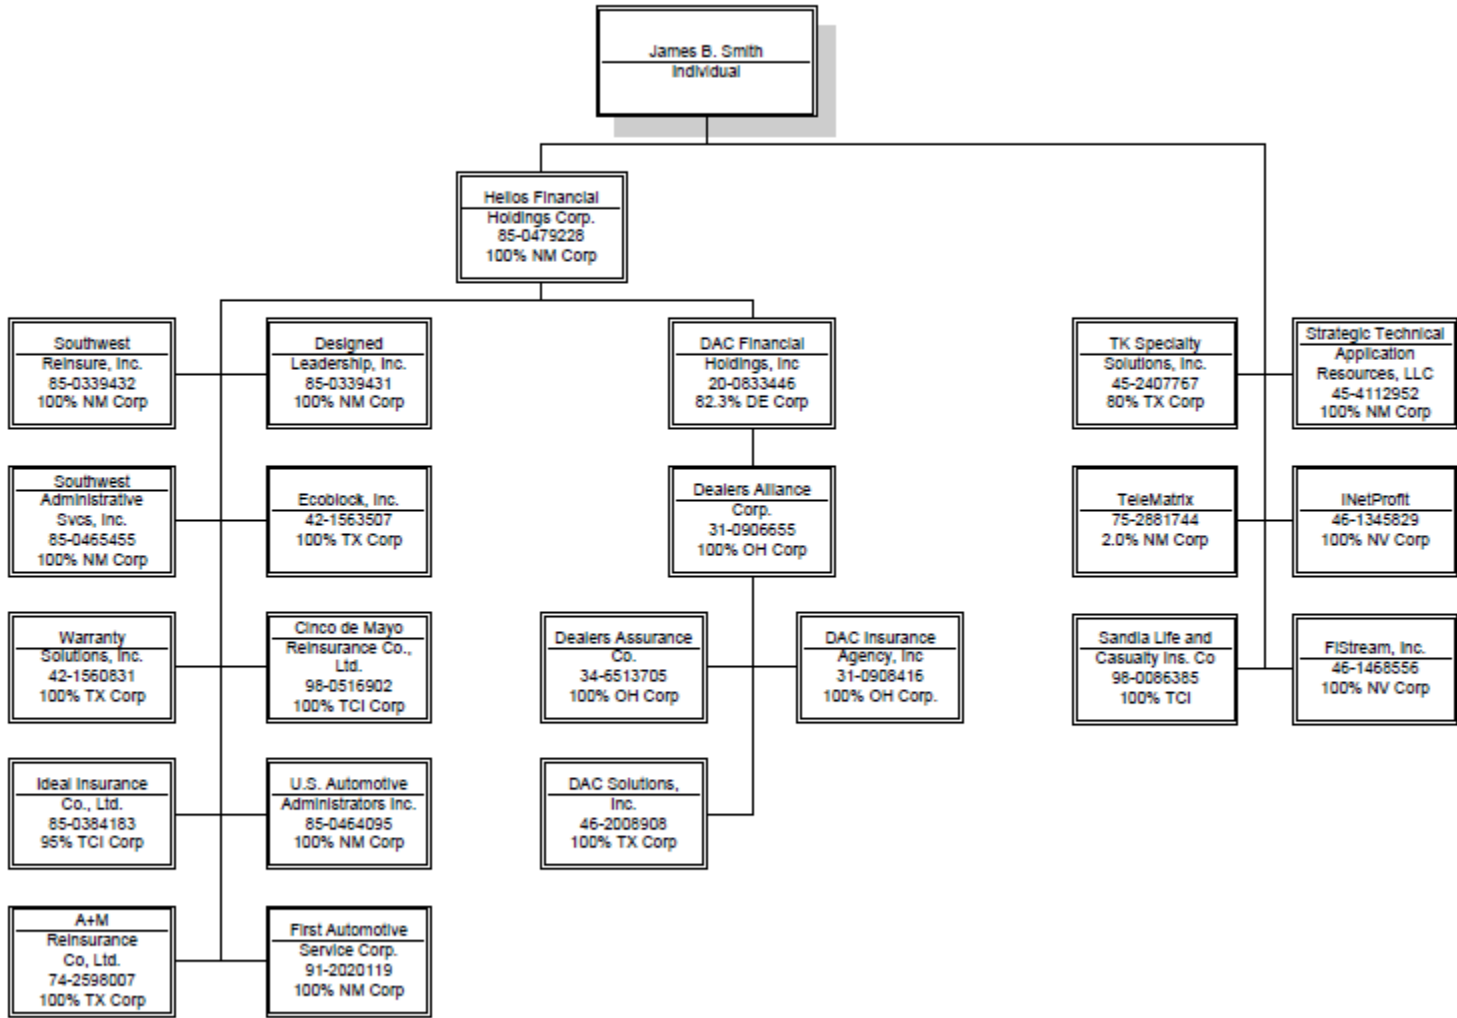 James B. Smith
Individual
Helios Financial
Holdings Corp.
85-0479228
100% NM Corp
Southwest
Reinsure, Inc.
85-0339432
100% NM Corp
Designed
Leadership, Inc.
85-0339431
100% NM Corp
DAC Financial
Holdings, Inc
20-0833446
82.3% DE Corp
TK Specialty
Solutions, Inc.
45-2407767
80% TX Corp
Strategic Technical
Application
Resources, LLC
45-4112952
100% NM Corp
Southwest
Administrative
Svcs, Inc.
85-0465455
100% NM Corp
Ecoblock, Inc.
42-1563507
100% TX Corp
Dealers Alliance
Corp.
31-0906655
100% OH Corp
TeleMatrix
75-2881744
2.0% NM Corp
iNetProfit
46-1345829
100% NV Corp
Warranty
Solutions, Inc.
42-1560831
100% TX Corp
Cinco de Mayo
Reinsurance Co.,
Ltd.
98-0516902
100% TCI Corp
Dealers Assurance
Co.
34-6513705
100% OH Corp
DAC Insurance
Agency, Inc
31-0908416
100% OH Corp.
Sandia Life and
Casualty Ins. Co
98-0086385
100% TCI
FiStream, Inc.
46-1468556
100% NV Corp
Ideal Insurance
Co., Ltd.
85-0384183
95% TCI Corp
U.S. Automotive
Administrators Inc.
85-0464095
100% NM Corp
DAC Solutions,
Inc.
46-2008908
100% TX Corp
A+M
Reinsurance
Co, Ltd.
74-2598007
100% TX Corp
First Automotive
Service Corp.
91-2020119
100% NM Corp